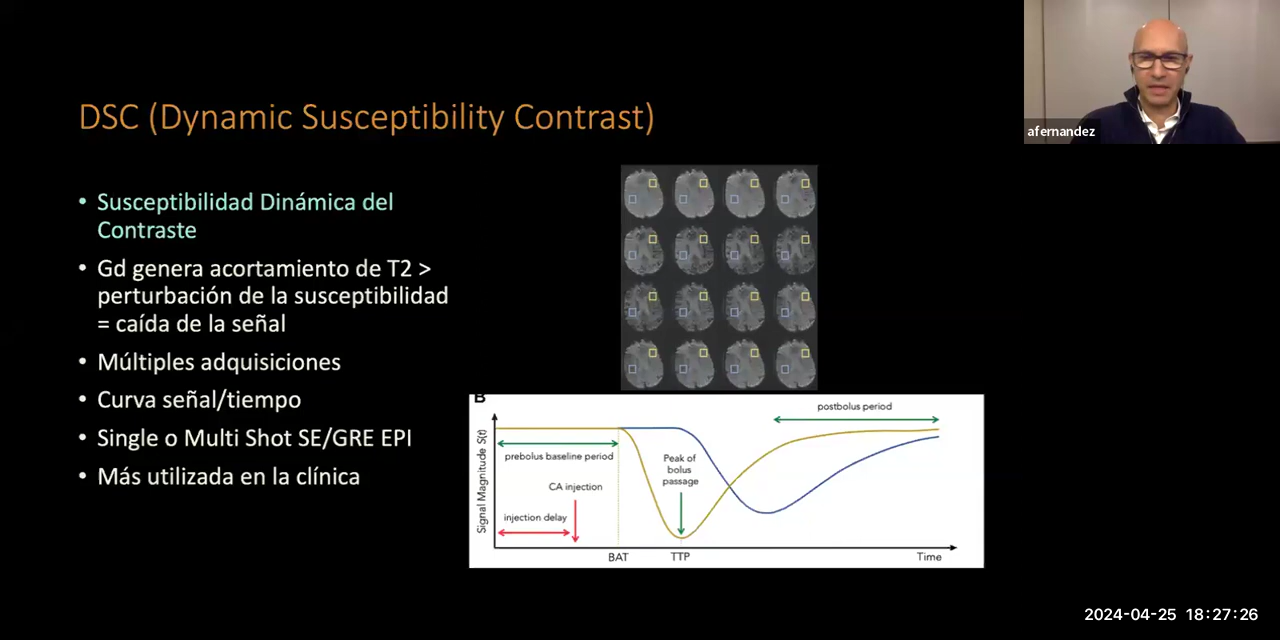 afernandez
DSC (Dynamic Susceptibility Contrast)
• Susceptibilidad Dinámica del
Contraste
• Gd genera acortamiento de T2 >
perturbación de la susceptibilidad
= caída de la señal
• Múltiples adquisiciones
• Curva señal/tiempo
• Single o Multi Shot SE/GRE EPI
• Más utilizada en la clínica
B
Signal Magnitude S(t)
postbolus period
prebolus baseline period
Peak of
bolus
passage
CA injection
injection delay
BAT
TTP
Time
2024-04-25 18:27:26